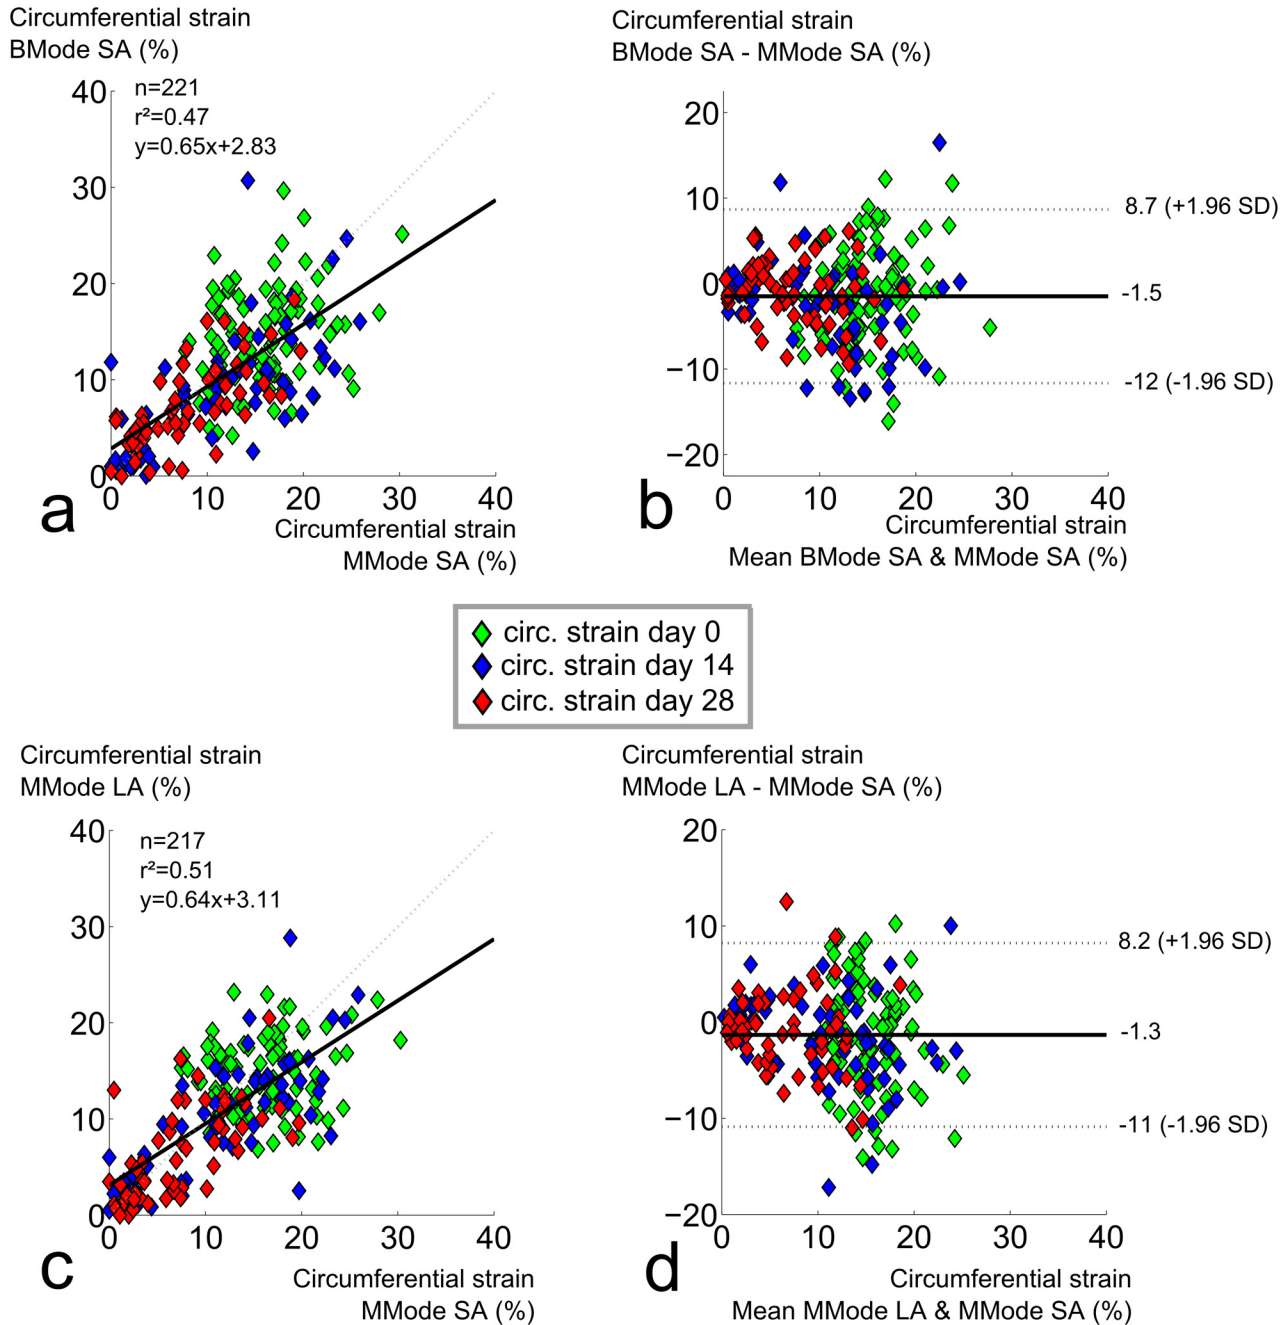 Circumferential strain
BMode SA (%)
40
30
20
10
0
n=221
r²=0.47
y=0.65x+2.83
0 10 20 30 40
a
Circumferential strain
MMode SA (%)
Circumferential strain
BMode SA - MMode SA (%)
20
10
0
−10
−20
8.7 (+1.96 SD)
-1.5
-12 (-1.96 SD)
0 10 20 30 40
b
Circumferential strain
Mean BMode SA & MMode SA (%)
circ. strain day 0
circ. strain day 14
circ. strain day 28
Circumferential strain
MMode LA (%)
40
30
20
10
0
n=217
r²=0.51
y=0.64x+3.11
0 10 20 30 40
c
Circumferential strain
MMode SA (%)
Circumferential strain
MMode LA - MMode SA (%)
20
10
0
−10
−20
8.2 (+1.96 SD)
-1.3
-11 (-1.96 SD)
0 10 20 30 40
d
Circumferential strain
Mean MMode LA & MMode SA (%)